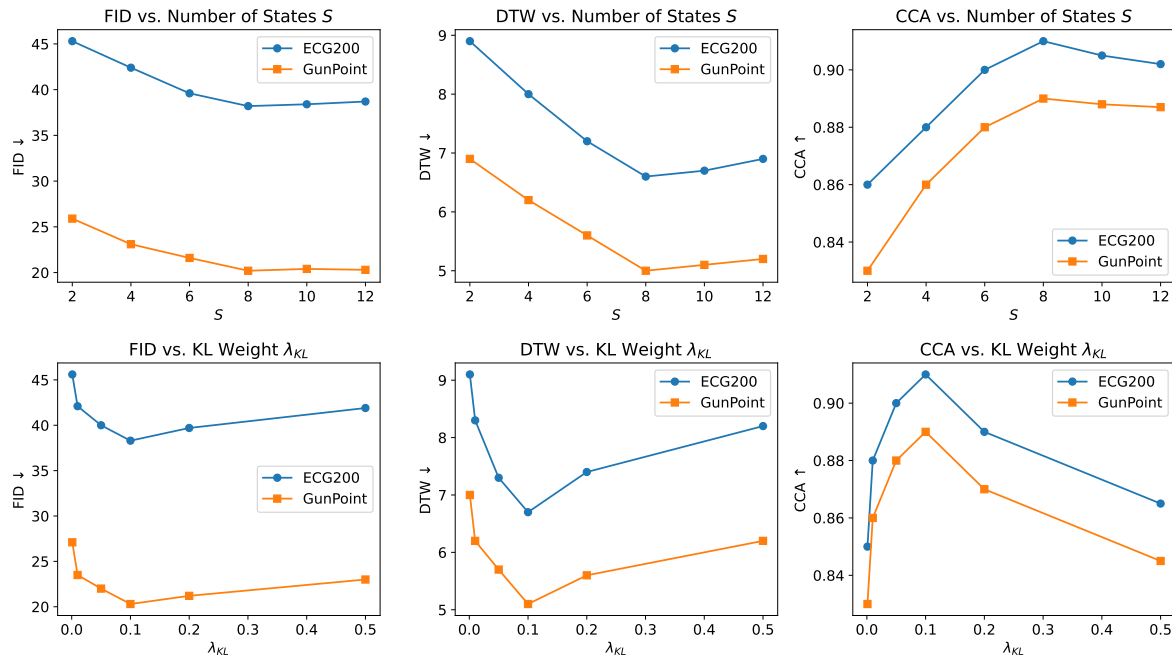 FID vs. Number of States S
FID ↓
45
40
35
30
25
20
2 4 6 8 10 12
S
ECG200
GunPoint
DTW vs. Number of States S
DTW ↓
9
8
7
6
5
2 4 6 8 10 12
S
ECG200
GunPoint
CCA vs. Number of States S
CCA ↑
0.90
0.88
0.86
0.84
2 4 6 8 10 12
S
ECG200
GunPoint
FID vs. KL Weight λ_KL
FID ↓
45
40
35
30
25
20
0.0 0.1 0.2 0.3 0.4 0.5
λ_KL
ECG200
GunPoint
DTW vs. KL Weight λ_KL
DTW ↓
9
8
7
6
5
0.0 0.1 0.2 0.3 0.4 0.5
λ_KL
ECG200
GunPoint
CCA vs. KL Weight λ_KL
CCA ↑
0.90
0.88
0.86
0.84
0.0 0.1 0.2 0.3 0.4 0.5
λ_KL
ECG200
GunPoint